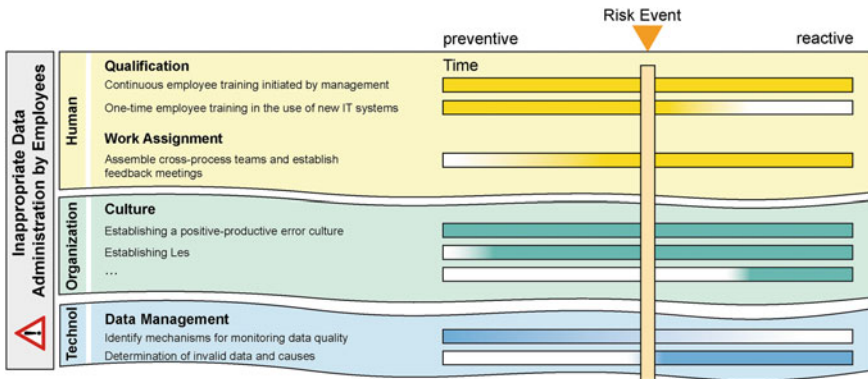 Risk Event
preventive
reactive
Inappropriate Data
Administration by Employees
Human
Qualification
Time
Continuous employee training initiated by management
One-time employee training in the use of new IT systems
Work Assignment
Assemble cross-process teams and establish
feedback meetings
Organization
Culture
Establishing a positive-productive error culture
Establishing Les
...
Technol
Data Management
Identify mechanisms for monitoring data quality
Determination of invalid data and causes